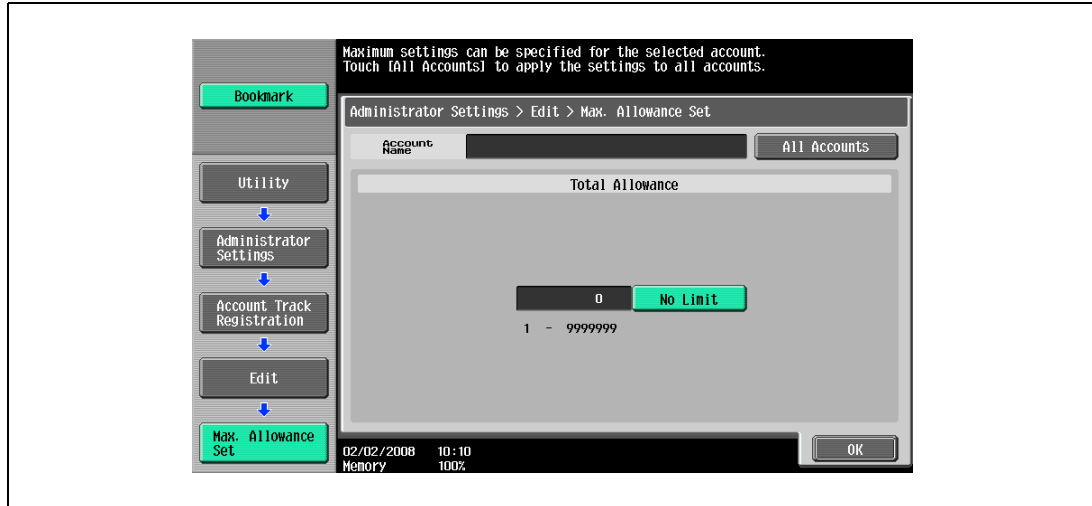 Maximum settings can be specified for the selected account.
Touch [All Accounts] to apply the settings to all accounts.
Bookmark
Administrator Settings > Edit > Max. Allowance Set
Account
Name
All Accounts
Utility
Total Allowance
Administrator
Settings
Account Track
Registration
0
No Limit
1 - 9999999
Edit
Max. Allowance
Set
02/02/2008 10:10
Memory 100%
OK